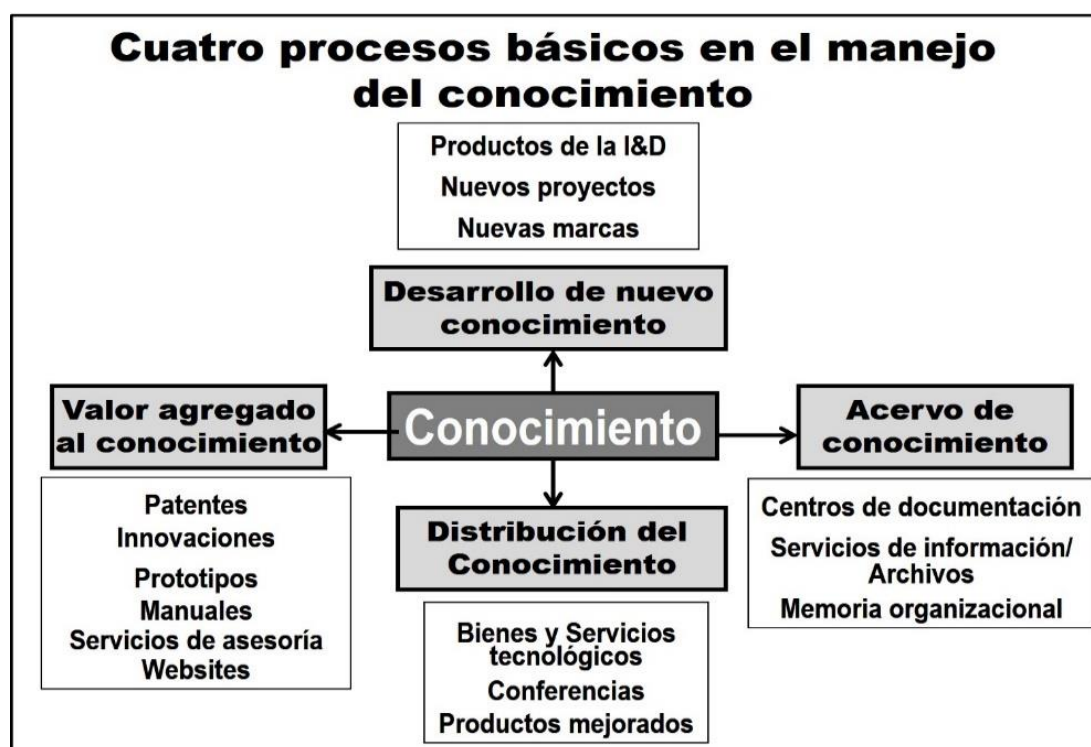 Cuatro procesos básicos en el manejo
del conocimiento
Productos de la I&D
Nuevos proyectos
Nuevas marcas
Desarrollo de nuevo
conocimiento
Valor agregado
al conocimiento
Conocimiento
Acervo de
conocimiento
Patentes
Innovaciones
Prototipos
Manuales
Servicios de asesoría
Websites
Distribución del
Conocimiento
Centros de documentación
Servicios de información/
Archivos
Memoria organizacional
Bienes y Servicios
tecnológicos
Conferencias
Productos mejorados